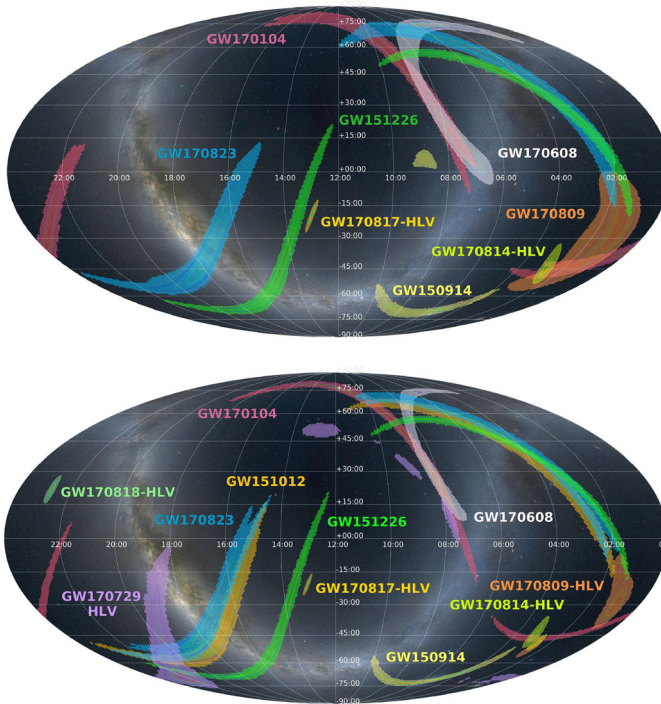 +75:00
GW170104
+60:00
+45:00
+30:00
GW151226
+15:00
GW170823
GW170608
22:00
20:00
18:00
16:00
14:00
12:00
+00:00
10:00
08:00
06:00
04:00
02:00
-15:00
GW170817-HLV
GW170809
-30:00
GW170814-HLV
-45:00
GW150914
-60:00
-75:00
-90:00
+75:00
GW170104
+60:00
+45:00
+30:00
GW151012
GW170818-HLV
+15:00
GW170823
GW151226
GW170608
22:00
20:00
18:00
16:00
14:00
12:00
+00:00
10:00
08:00
06:00
04:00
02:00
-15:00
GW170817-HLV
GW170809-HLV
GW170729
HLV
-30:00
GW170814-HLV
-45:00
GW150914
-60:00
-75:00
-90:00